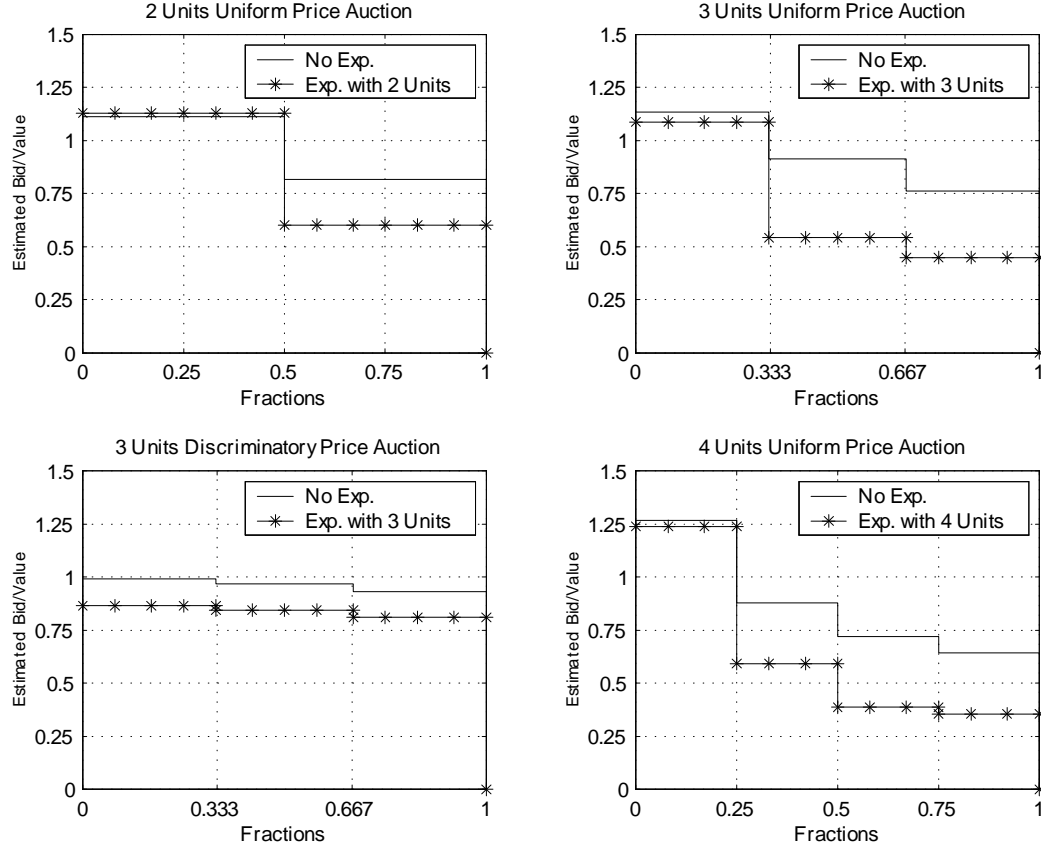 2 Units Uniform Price Auction
1.5
1.25
1
0.75
0.5
0.25
0
Estimated Bid/Value
No Exp.
Exp. with 2 Units
0 0.25 0.5 0.75 1
Fractions
3 Units Uniform Price Auction
1.5
1.25
1
0.75
0.5
0.25
0
Estimated Bid/Value
No Exp.
Exp. with 3 Units
0 0.333 0.667 1
Fractions
3 Units Discriminatory Price Auction
1.5
1.25
1
0.75
0.5
0.25
0
Estimated Bid/Value
No Exp.
Exp. with 3 Units
0 0.333 0.667 1
Fractions
4 Units Uniform Price Auction
1.5
1.25
1
0.75
0.5
0.25
0
Estimated Bid/Value
No Exp.
Exp. with 4 Units
0 0.25 0.5 0.75 1
Fractions